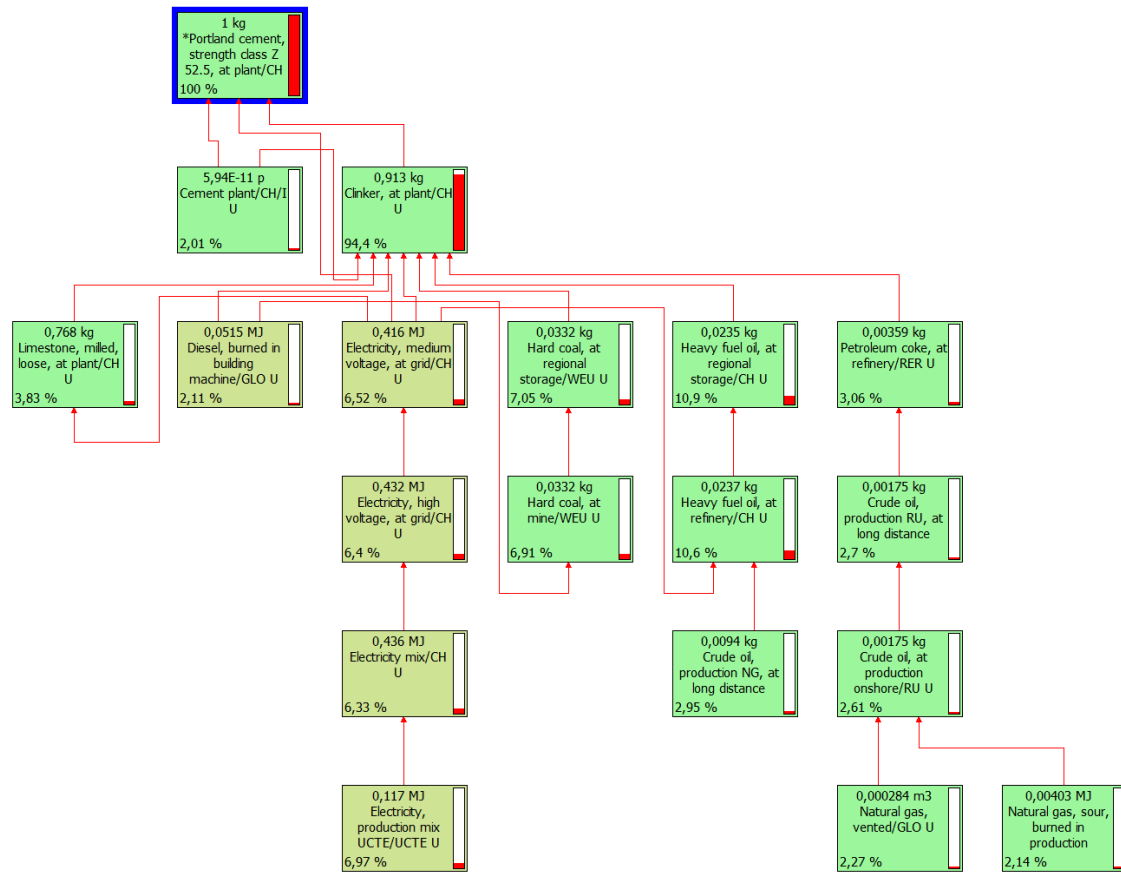 1 kg
*Portland cement,
strength class Z
52.5, at plant/CH
100 %
5,94E-11 p
Cement plant/CH/I
U
2,01 %
0,913 kg
Clinker, at plant/CH
U
94,4 %
0,768 kg
Limestone, milled,
loose, at plant/CH
U
3,83 %
0,0515 MJ
Diesel, burned in
building
machine/GLO U
2,11 %
0,416 MJ
Electricity, medium
voltage, at grid/CH
U
6,52 %
0,0332 kg
Hard coal, at
regional
storage/WEU U
7,05 %
0,0235 kg
Heavy fuel oil, at
regional
storage/CH U
10,9 %
0,00359 kg
Petroleum coke, at
refinery/RER U
3,06 %
0,432 MJ
Electricity, high
voltage, at grid/CH
U
6,4 %
0,0332 kg
Hard coal, at
mine/WEU U
6,91 %
0,0237 kg
Heavy fuel oil, at
refinery/CH U
10,6 %
0,00175 kg
Crude oil,
production RU, at
long distance
2,7 %
0,436 MJ
Electricity mix/CH
U
6,33 %
0,0094 kg
Crude oil,
production NG, at
long distance
2,95 %
0,00175 kg
Crude oil, at
production
onshore/RU U
2,61 %
0,117 MJ
Electricity,
production mix
UCTE/UCTE U
6,97 %
0,000284 m3
Natural gas,
vented/GLO U
2,27 %
0,00403 MJ
Natural gas, sour,
burned in
production
2,14 %